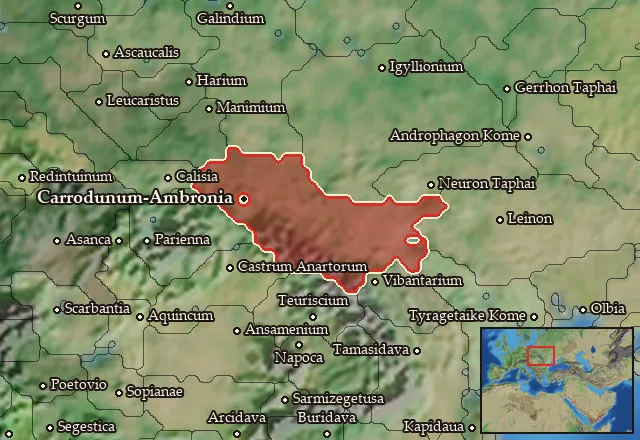 Scurgum
Galindium
Ascaucalis
Igyllionium
Harium
Gerrhon Taphai
Leucaristus
Manimium
Androphagon Kome
Redintuinum
Calisia
Neuron Taphai
Carrodunum-Ambronia
Leinon
Asanca
Parienna
Castrum Anartorum
Vibantarium
Teuriscium
Scarbantia
Aquincum
Tyragetaike Kome
Olbia
Ansamenium
Napoca
Tamasidava
Poetovio
Sopianae
Sarmizegetusa
Arcidava
Buridava
Segestica
Kapidaua